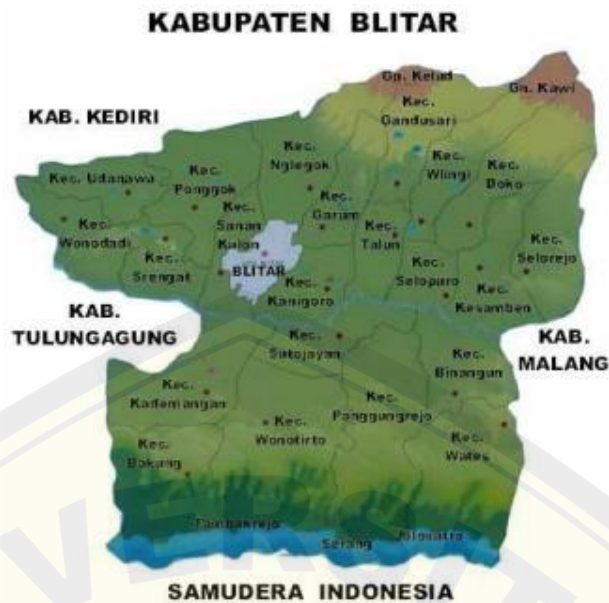 KABUPATEN BLITAR
Gn. Kelud
Gn. Kawi
Kec.
Gandusari
KAB. KEDIRI
Kec.
Nglegok
Kec.
Wlingi
Kec.
Doko
Kec. Udanawa
Kec.
Ponggok
Kec.
Garum
Kec.
Sanan
Kulon
Kec.
Talun
Kec.
Wonodadi
Kec.
Srengat
Kec.
Selorejo
BLITAR
Kec.
Kanigoro
Kec.
Selopuro
Kec.
Kesamben
KAB.
TULUNGAGUNG
KAB.
MALANG
Kec.
Sutojayan
Kec.
Binangun
Kec.
Kademangan
Kec.
Panggungrejo
Kec.
Wonotirto
Kec.
Bakung
Kec.
Wates
Tambakrejo
Serang
Jolosutro
SAMUDERA INDONESIA